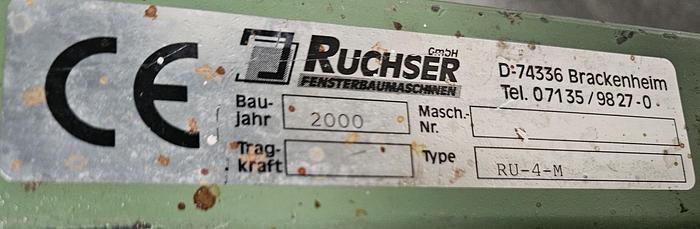 CE
RUCHSER GmbH
FENSTERBAUMASCHINEN
D-74336 Brackenheim
Tel. 07135/9827-0
Bau-
jahr 2000
Masch.-
Nr.
Trag-
kraft
Type RU-4-M